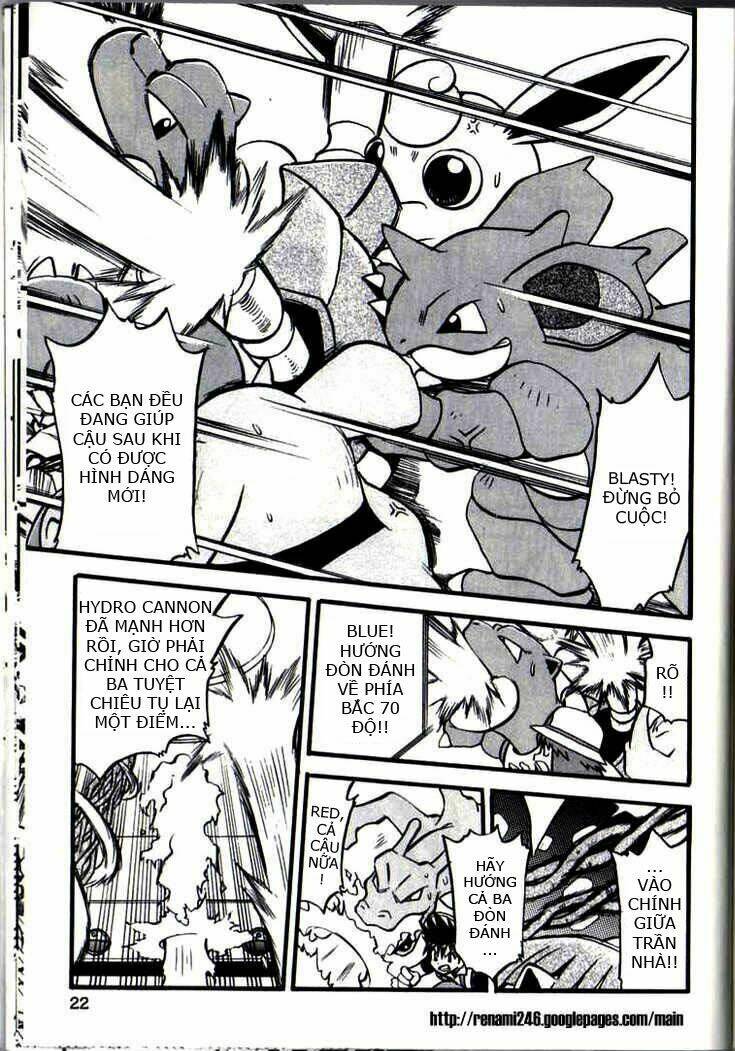 CÁC BẠN ĐỀU
ĐANG GIÚP
CẬU SAU KHI
CÓ ĐƯỢC
HÌNH DÁNG
MỚI!
BLASTY!
ĐỪNG BỎ
CUỘC!
HYDRO CANNON
ĐÃ MẠNH HƠN
RỒI, GIỜ PHẢI
CHỈNH CHO CẢ
BA TUYỆT
CHIÊU TỤ LẠI
MỘT ĐIỂM...
BLUE!
HƯỚNG
ĐÒN ĐÁNH
VỀ PHÍA
BẮC 70
ĐỘ!!
RÕ
!!
RED,
CẢ
CẬU
NỮA
!
HÃY
HƯỚNG
CẢ BA
ĐÒN
ĐÁNH
...
...
VÀO
CHÍNH
GIỮA
TRẦN
NHÀ!!
22
http://renami246.googlepages.com/main